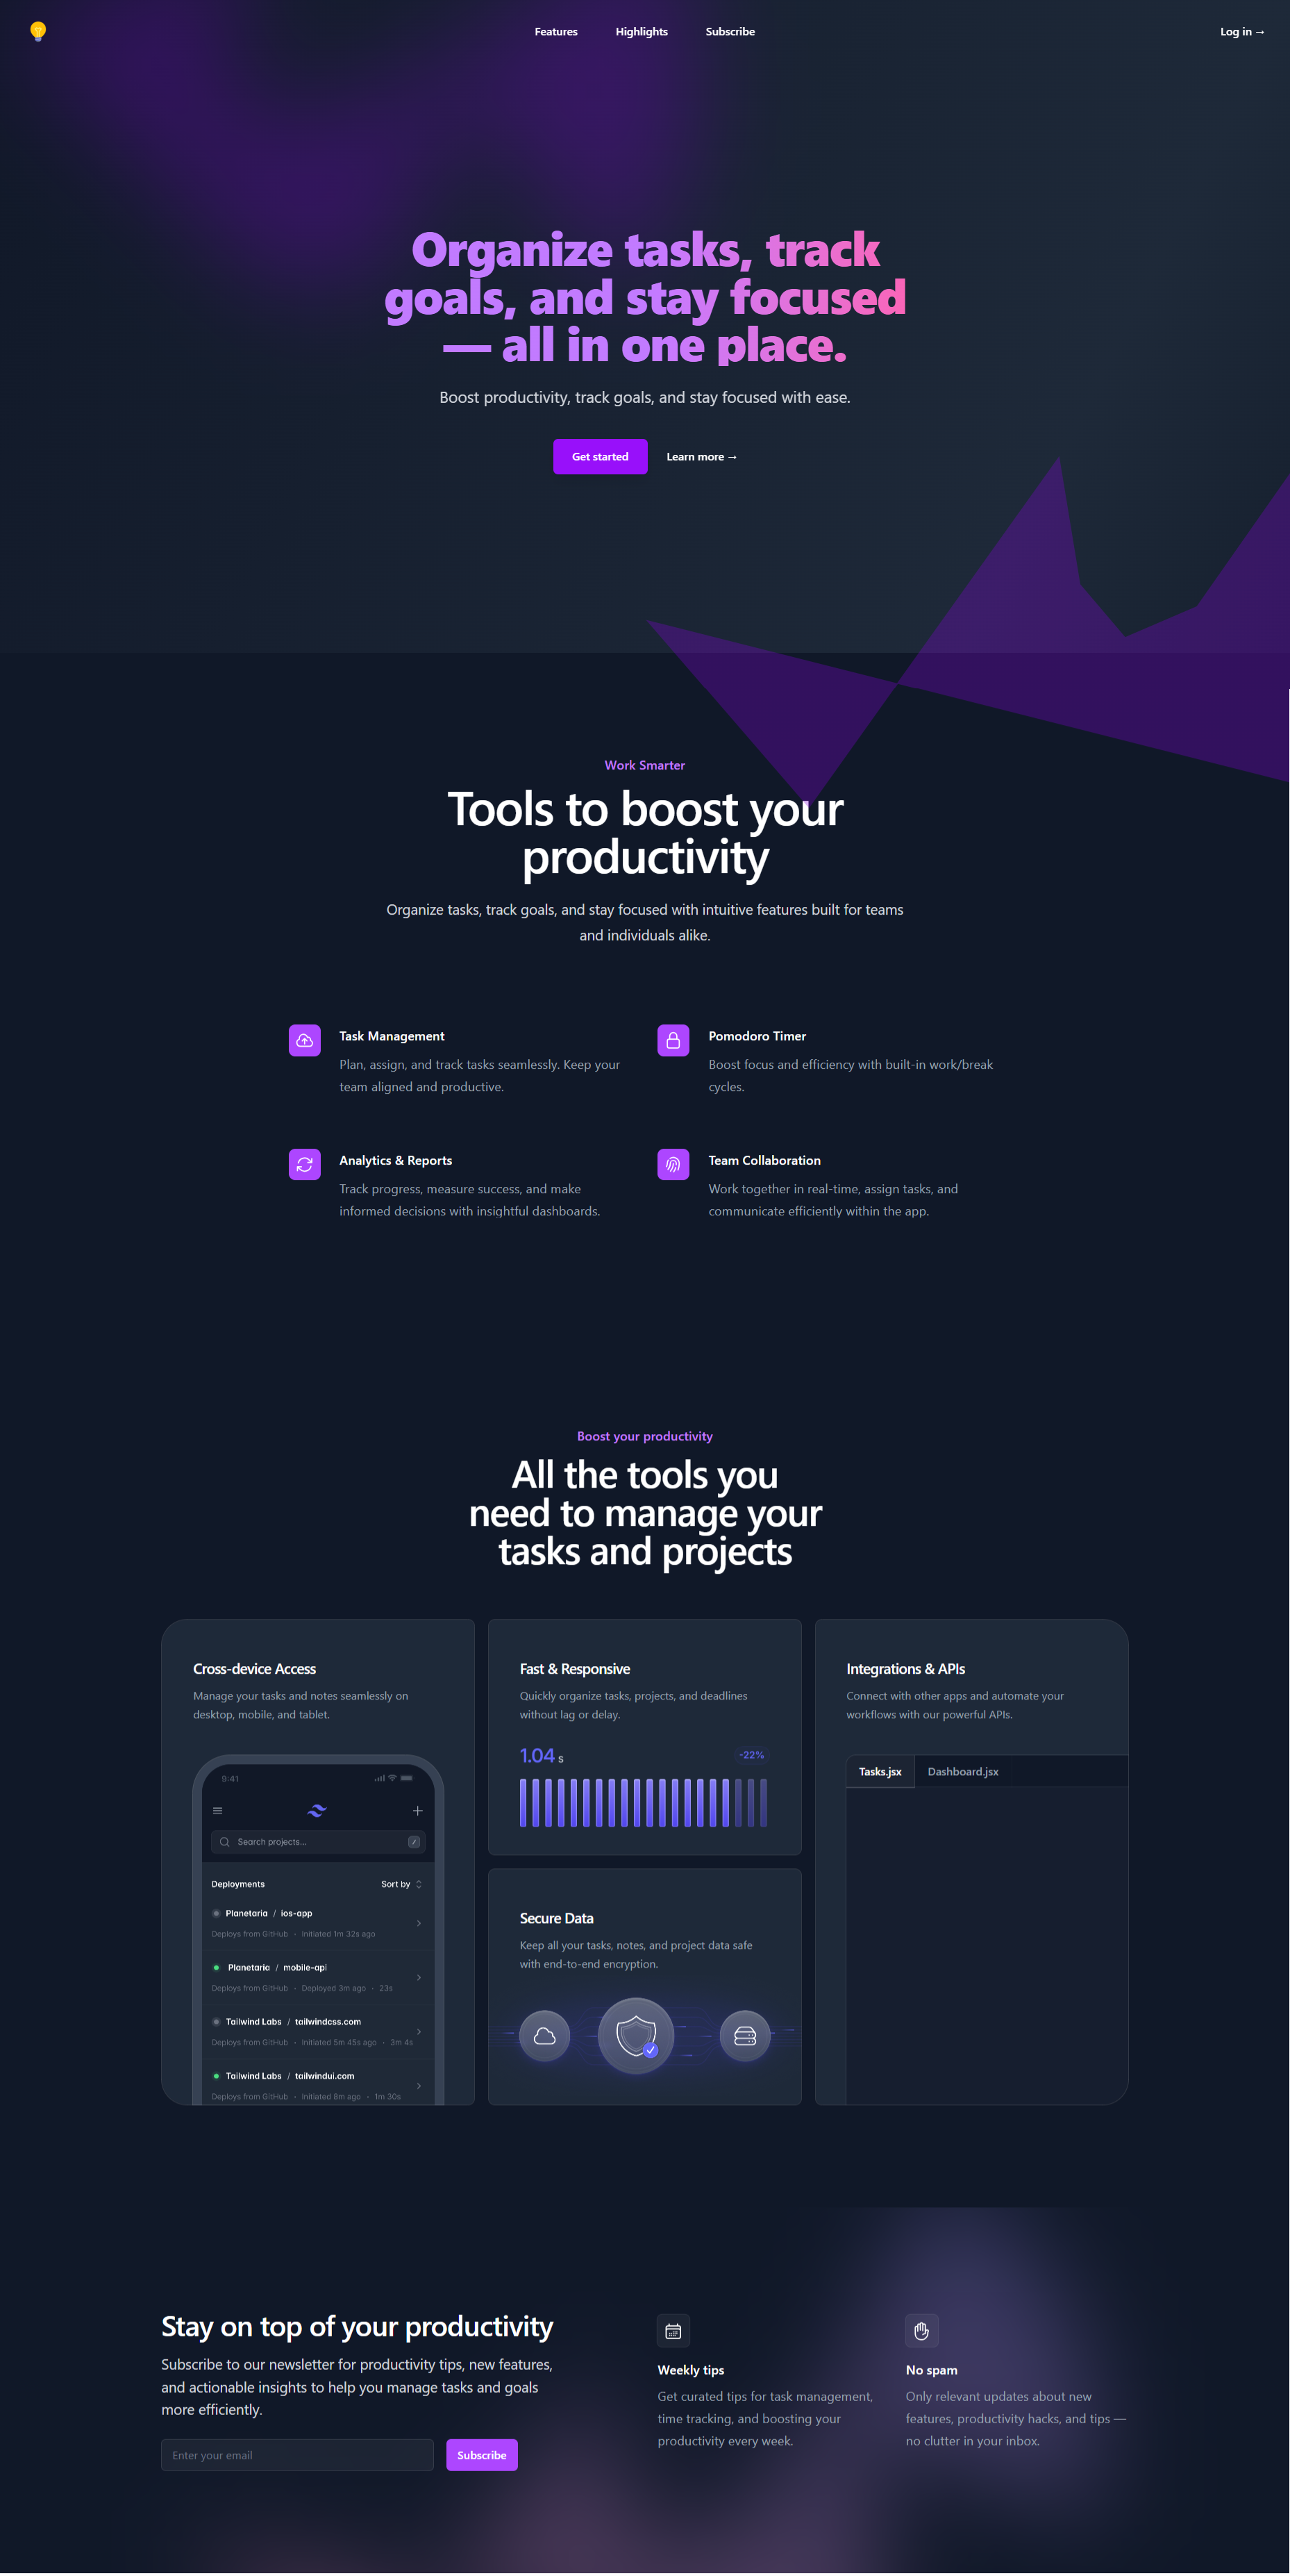 Features
Highlights
Subscribe
Log in →
Organize tasks, track
goals, and stay focused
— all in one place.
Boost productivity, track goals, and stay focused with ease.
Get started
Learn more →
Work Smarter
Tools to boost your
productivity
Organize tasks, track goals, and stay focused with intuitive features built for teams
and individuals alike.
Task Management
Plan, assign, and track tasks seamlessly. Keep your
team aligned and productive.
Pomodoro Timer
Boost focus and efficiency with built-in work/break
cycles.
Analytics & Reports
Track progress, measure success, and make
informed decisions with insightful dashboards.
Team Collaboration
Work together in real-time, assign tasks, and
communicate efficiently within the app.
Boost your productivity
All the tools you
need to manage your
tasks and projects
Cross-device Access
Manage your tasks and notes seamlessly on
desktop, mobile, and tablet.
9:41
Search projects...
/
Deployments
Sort by
Planetaria / ios-app
Deploys from GitHub · Initiated 1m 32s ago
Planetaria / mobile-api
Deploys from GitHub · Deployed 3m ago · 23s
Tailwind Labs / tailwindcss.com
Deploys from GitHub · Initiated 5m 45s ago · 3m 4s
Tailwind Labs / tailwindui.com
Deploys from GitHub · Initiated 8m ago · 1m 30s
Fast & Responsive
Quickly organize tasks, projects, and deadlines
without lag or delay.
1.04 s
-22%
Secure Data
Keep all your tasks, notes, and project data safe
with end-to-end encryption.
Integrations & APIs
Connect with other apps and automate your
workflows with our powerful APIs.
Tasks.jsx
Dashboard.jsx
Stay on top of your productivity
Subscribe to our newsletter for productivity tips, new features,
and actionable insights to help you manage tasks and goals
more efficiently.
Enter your email
Subscribe
Weekly tips
Get curated tips for task management,
time tracking, and boosting your
productivity every week.
No spam
Only relevant updates about new
features, productivity hacks, and tips —
no clutter in your inbox.